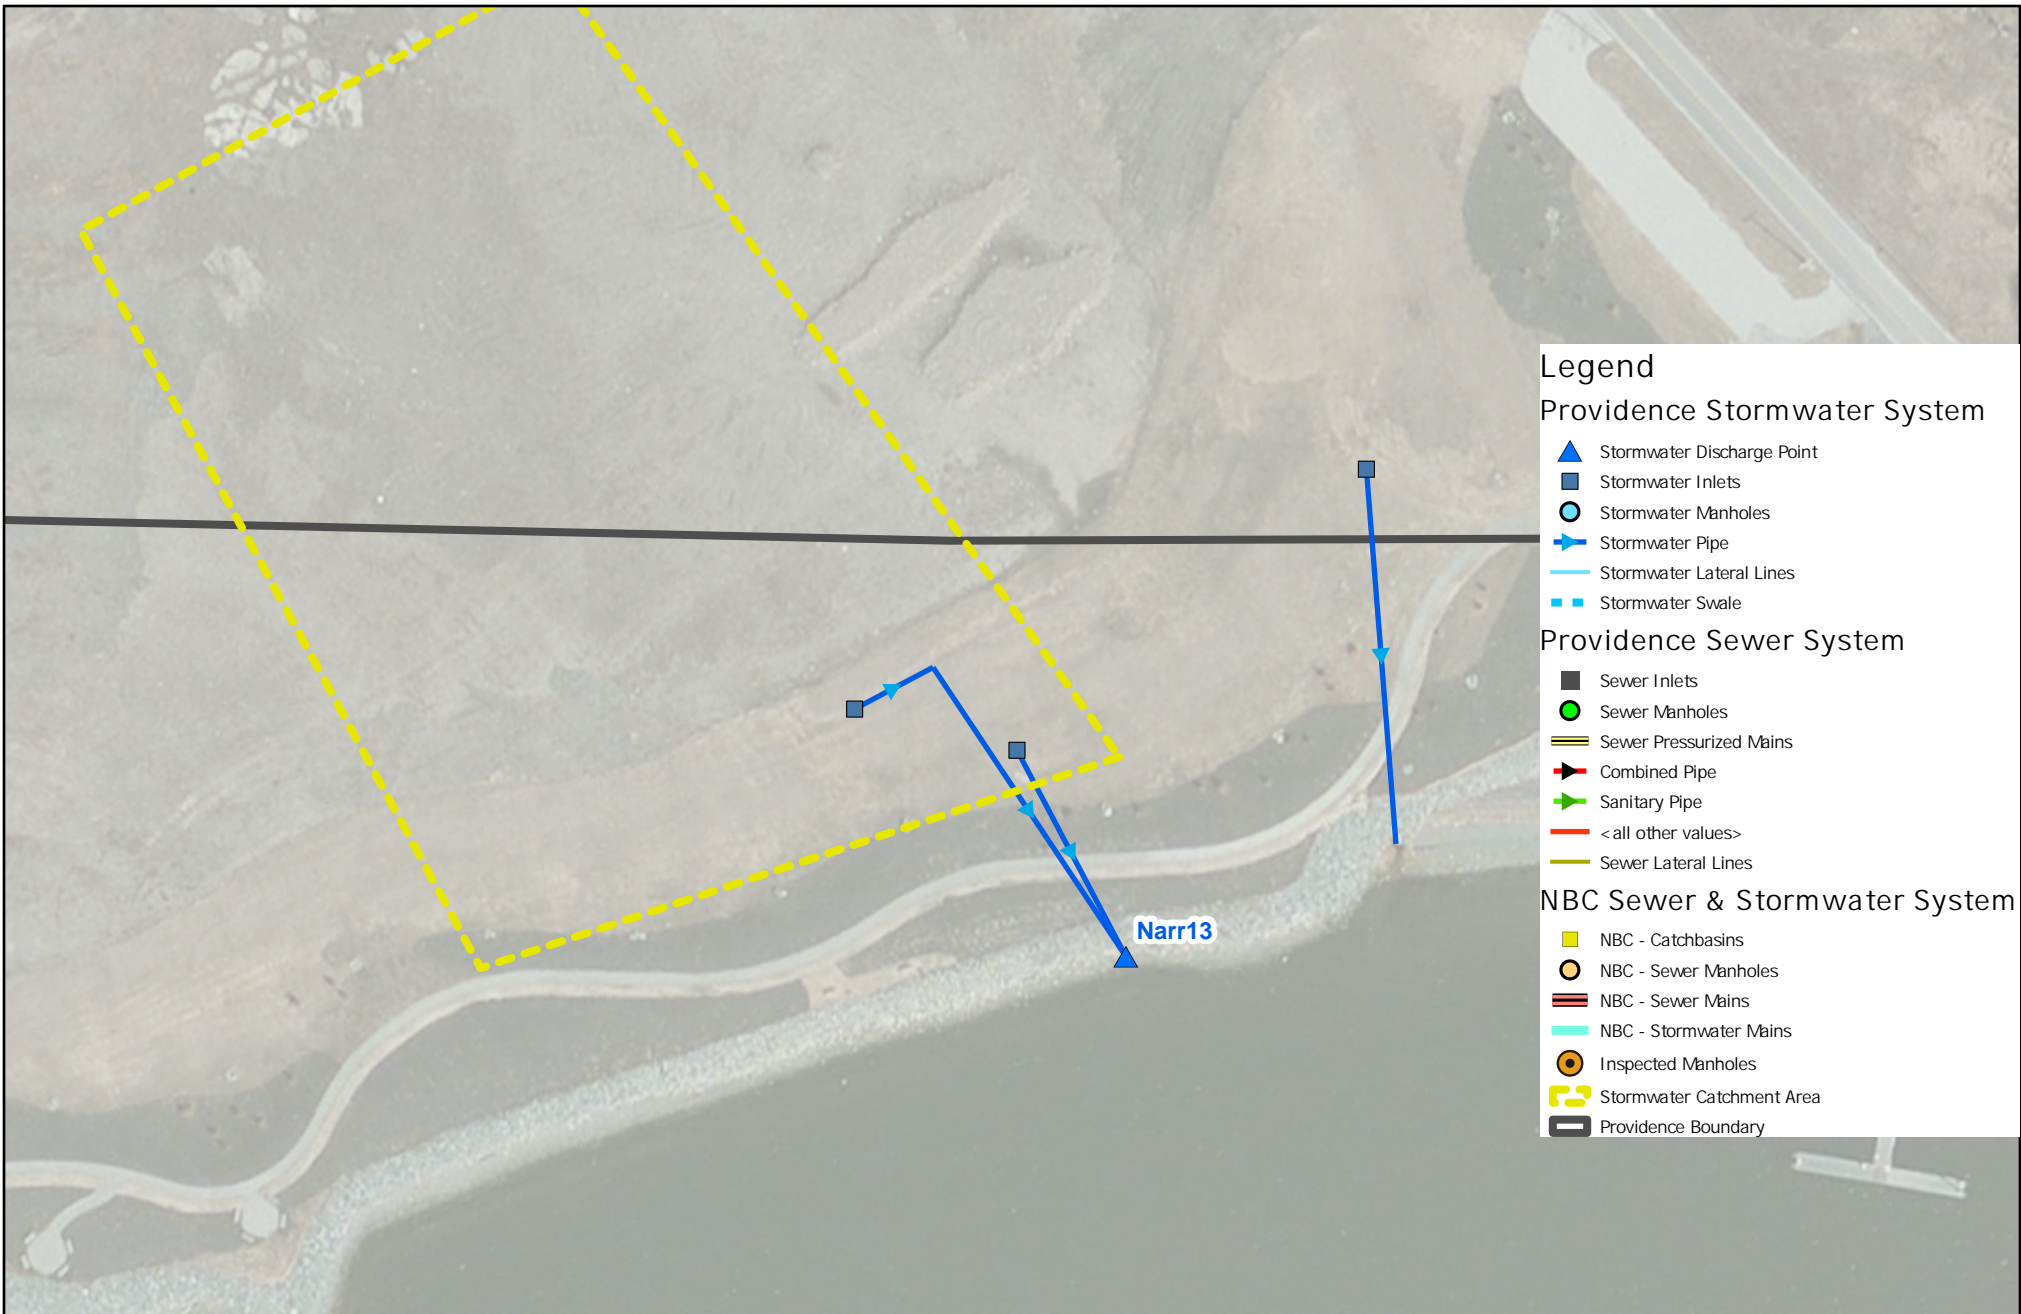 Narr13
Legend
Providence Stormwater System
Stormwater Discharge Point
Stormwater Inlets
Stormwater Manholes
Stormwater Pipe
Stormwater Lateral Lines
Stormwater Swale
Providence Sewer System
Sewer Inlets
Sewer Manholes
Sewer Pressurized Mains
Combined Pipe
Sanitary Pipe
<all other values>
Sewer Lateral Lines
NBC Sewer & Stormwater System
NBC - Catchbasins
NBC - Sewer Manholes
NBC - Sewer Mains
NBC - Stormwater Mains
Inspected Manholes
Stormwater Catchment Area
Providence Boundary